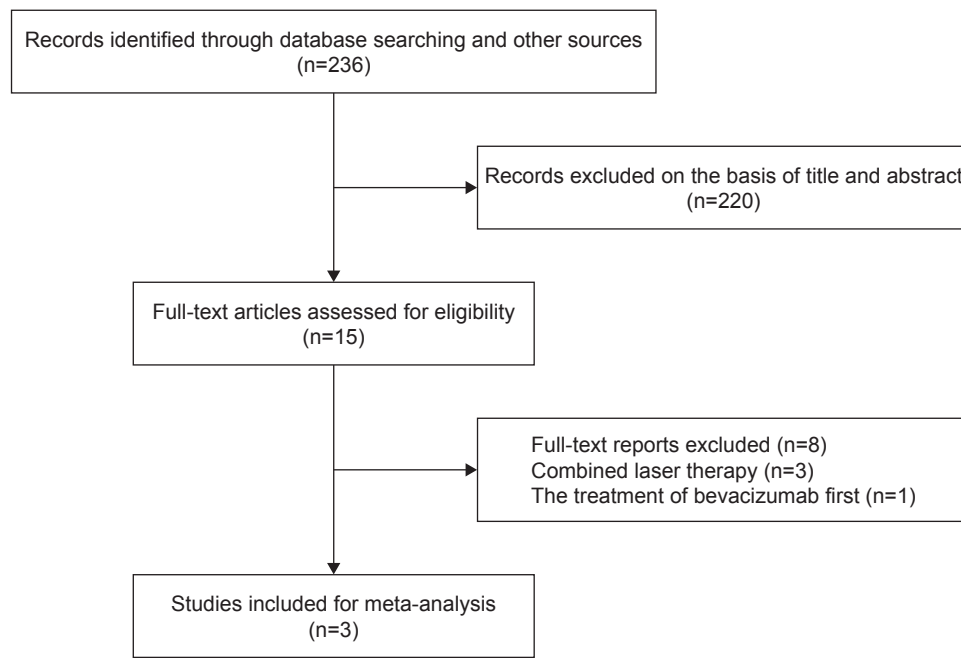 Records identified through database searching and other sources
(n=236)
Records excluded on the basis of title and abstract
(n=220)
Full-text articles assessed for eligibility
(n=15)
Full-text reports excluded (n=8)
Combined laser therapy (n=3)
The treatment of bevacizumab first (n=1)
Studies included for meta-analysis
(n=3)